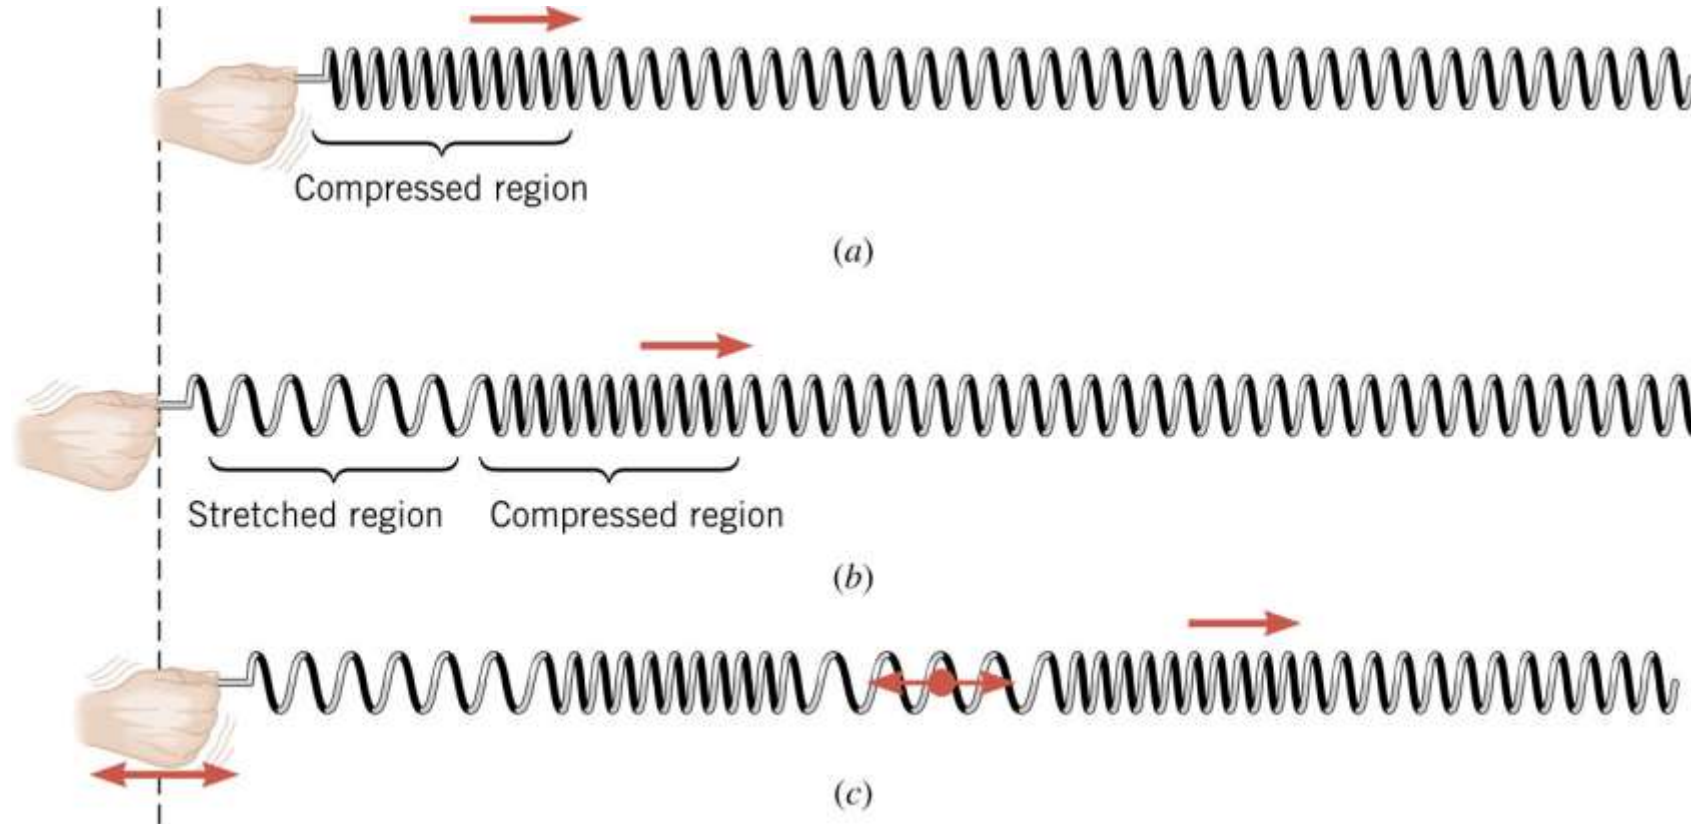 Compressed region
(a)
Stretched region Compressed region
(b)
(c)